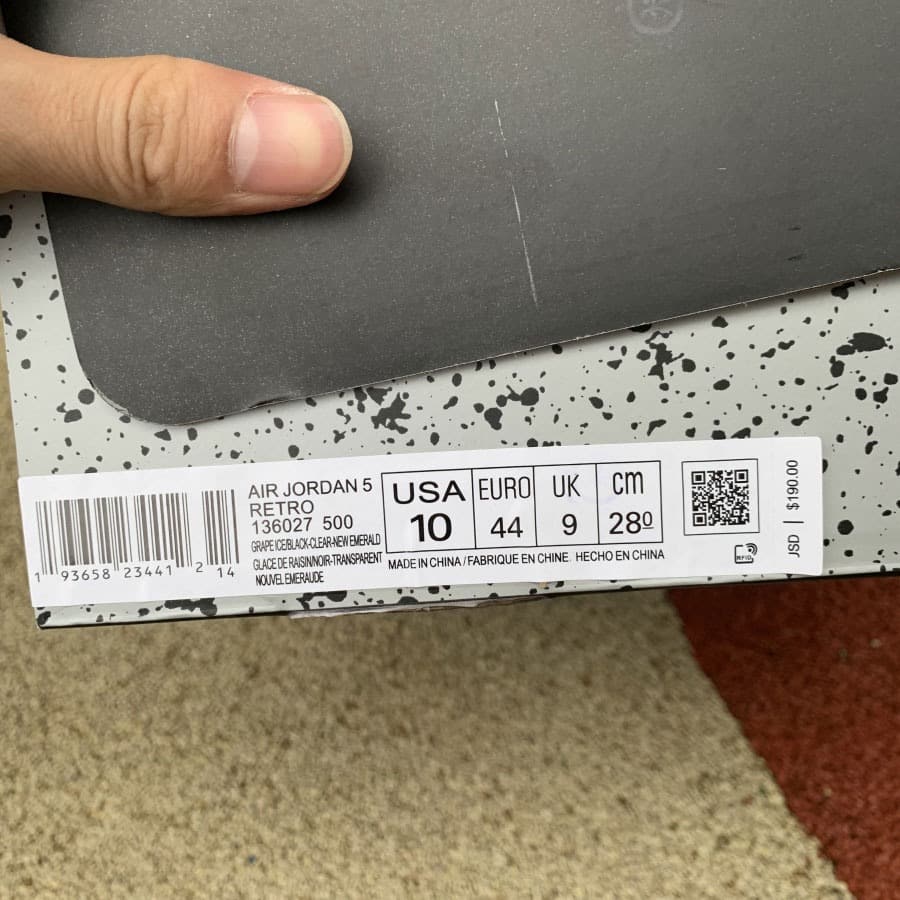 AIR JORDAN 5
RETRO
136027 500
GRAPE ICE/BLACK-CLEAR-NEW EMERALD
GLACE DE RAISIN/NOIR-TRANSPARENT
NOUVEL EMERAUDE
1 93658 23441 2 14
USA EURO UK cm
10 44 9 280
MADE IN CHINA / FABRIQUE EN CHINE. HECHO EN CHINA
RFID
JSD | $190.00